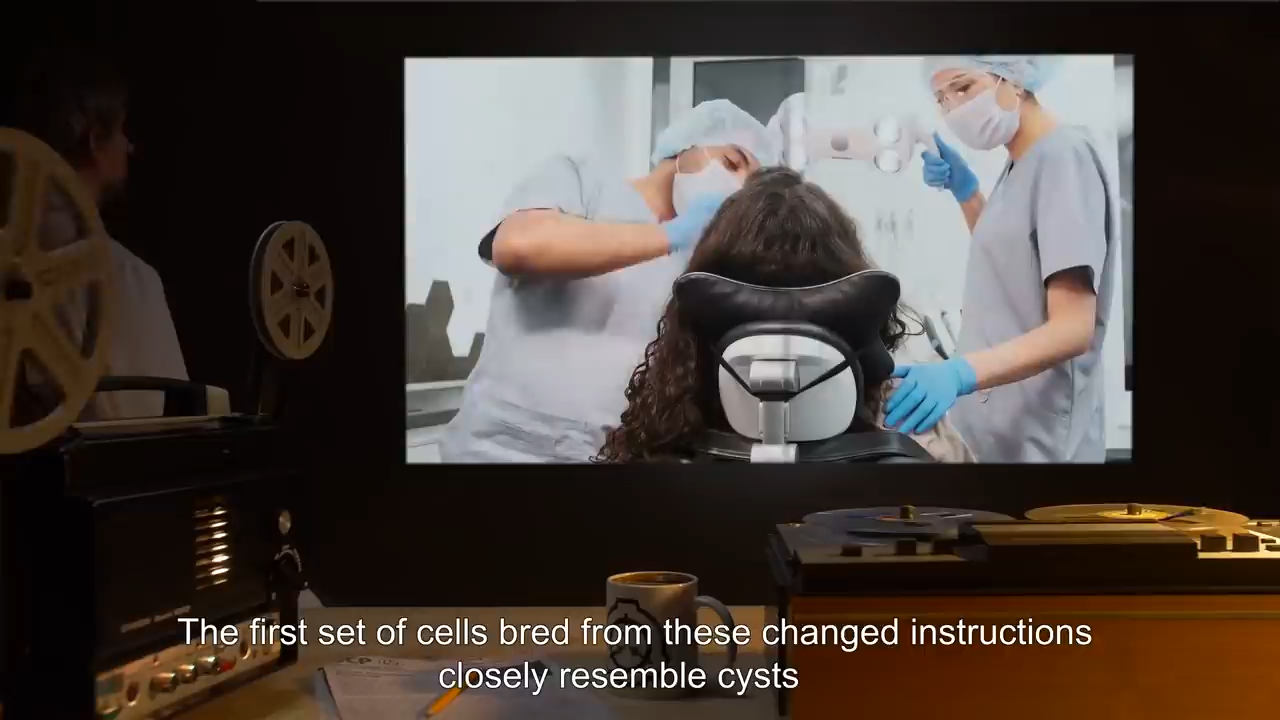 The first set of cells bred from these changed instructions
closely resemble cysts